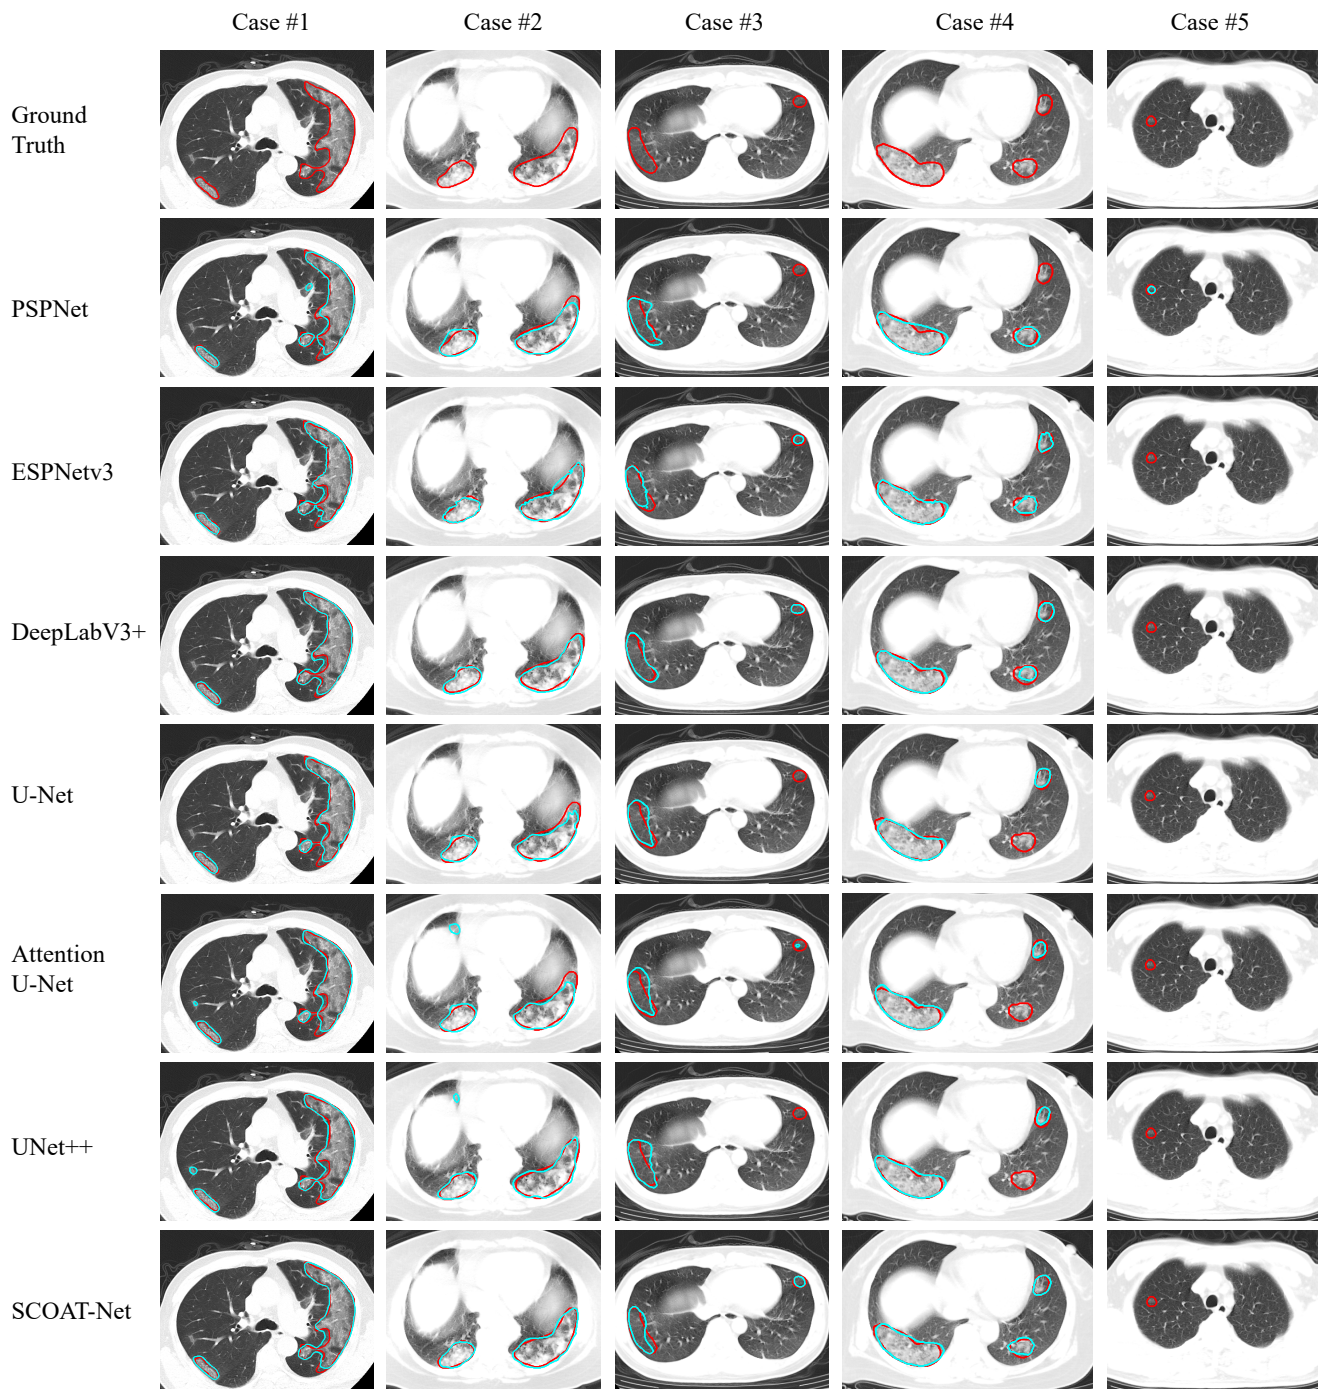 Case #1
Case #2
Case #3
Case #4
Case #5
Ground
Truth
PSPNet
ESPNetv3
DeepLabV3+
U-Net
Attention
U-Net
UNet++
SCOAT-Net